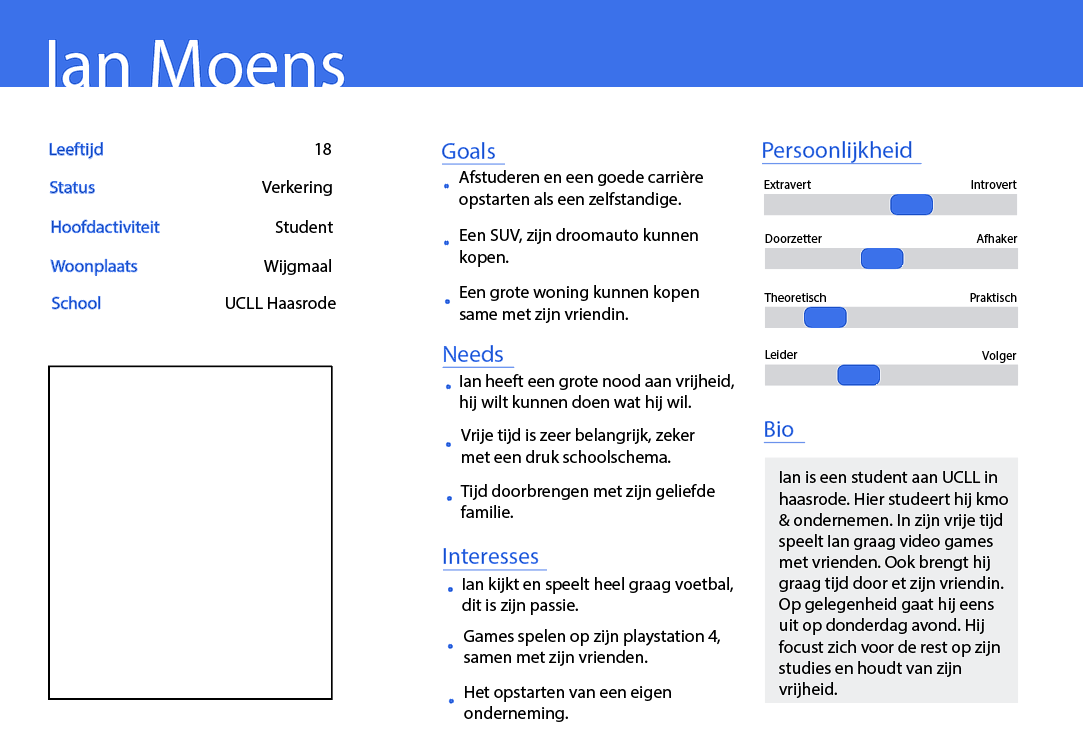 Ian Moens
Leeftijd 18
Status Verkering
Hoofdactiviteit Student
Woonplaats Wijgmaal
School UCLL Haasrode
Goals
Afstuderen en een goede carrière
opstarten als een zelfstandige.
Een SUV, zijn droomauto kunnen
kopen.
Een grote woning kunnen kopen
same met zijn vriendin.
Needs
Ian heeft een grote nood aan vrijheid,
hij wilt kunnen doen wat hij wil.
Vrije tijd is zeer belangrijk, zeker
met een druk schoolschema.
Tijd doorbrengen met zijn geliefde
familie.
Interesses
Ian kijkt en speelt heel graag voetbal,
dit is zijn passie.
Games spelen op zijn playstation 4,
samen met zijn vrienden.
Het opstarten van een eigen
onderneming.
Persoonlijkheid
Extravert Introvert
Doorzetter Afhaker
Theoretisch Praktisch
Leider Volger
Bio
Ian is een student aan UCLL in
haasrode. Hier studeert hij kmo
& ondernemen. In zijn vrije tijd
speelt Ian graag video games
met vrienden. Ook brengt hij
graag tijd door et zijn vriendin.
Op gelegenheid gaat hij eens
uit op donderdag avond. Hij
focust zich voor de rest op zijn
studies en houdt van zijn
vrijheid.